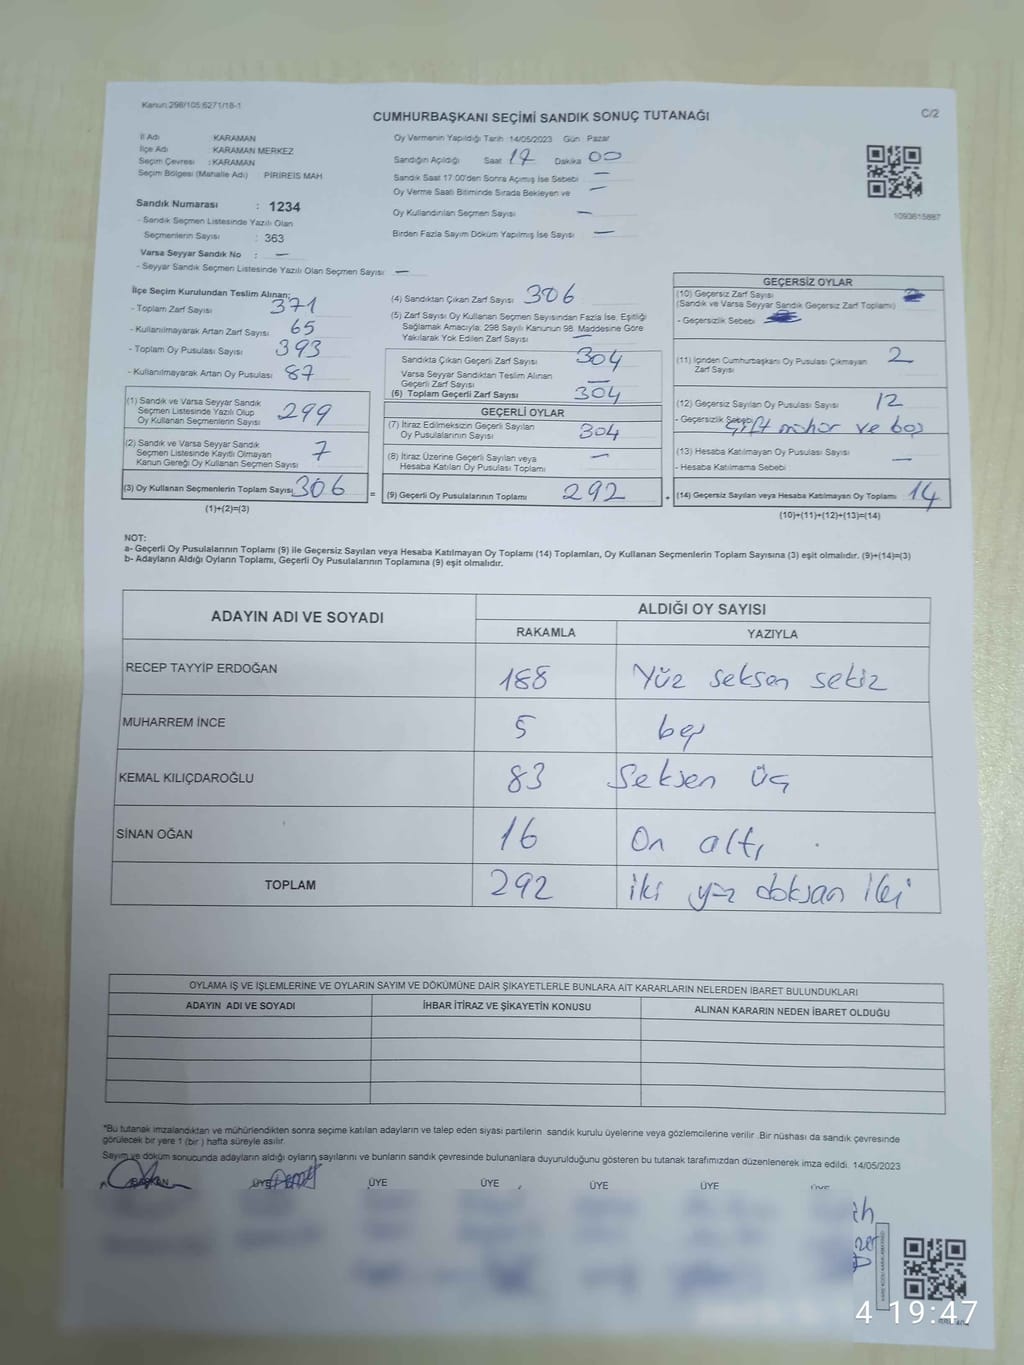 Kanun:298/105;6271/18-1
CUMHURBAŞKANI SEÇİMİ SANDIK SONUÇ TUTANAĞI
C/2
İl Adı KARAMAN
İlçe Adı KARAMAN MERKEZ
Seçim Çevresi :KARAMAN
Seçim Bölgesi (Mahalle Adı) PİRİREİS MAH
Sandık Numarası : 1234
- Sandık Seçmen Listesinde Yazılı Olan
Seçmenlerin Sayısı : 363
Varsa Seyyar Sandık No : —
- Seyyar Sandık Seçmen Listesinde Yazılı Olan Seçmen Sayısı : —
Oy Vermenin Yapıldığı Tarih :14/05/2023 Gün : Pazar
Sandığın Açıldığı Saat 17 Dakika 00
Sandık Saat 17.00'den Sonra Açımış İse Sebebi —
Oy Verme Saati Bitiminde Sırada Bekleyen ve —
Oy Kullandırılan Seçmen Sayısı —
Birden Fazla Sayım Döküm Yapılmış İse Sayısı —
1093615887
İlçe Seçim Kurulundan Teslim Alınan;
- Toplam Zarf Sayısı 371
- Kullanılmayarak Artan Zarf Sayısı 65
- Toplam Oy Pusulası Sayısı 393
- Kullanılmayarak Artan Oy Pusulası 87
(1) Sandık ve Varsa Seyyar Sandık
Seçmen Listesinde Yazılı Olup
Oy Kullanan Seçmenlerin Sayısı 299
(2) Sandık ve Varsa Seyyar Sandık
Seçmen Listesinde Kayıtlı Olmayan
Kanun Gereği Oy Kullanan Seçmen Sayısı 7
(3) Oy Kullanan Seçmenlerin Toplam Sayısı 306
(1)+(2)=(3)
(4) Sandıktan Çıkan Zarf Sayısı 306
(5) Zarf Sayısı Oy Kullanan Seçmen Sayısından Fazla İse, Eşitliği
Sağlamak Amacıyla, 298 Sayılı Kanunun 98. Maddesine Göre
Yakılarak Yok Edilen Zarf Sayısı —
Sandıkta Çıkan Geçerli Zarf Sayısı 304
Varsa Seyyar Sandıktan Teslim Alınan
Geçerli Zarf Sayısı —
(6) Toplam Geçerli Zarf Sayısı 304
GEÇERLİ OYLAR
(7) İtiraz Edilmeksizin Geçerli Sayılan
Oy Pusulalarının Sayısı 304
(8) İtiraz Üzerine Geçerli Sayılan veya
Hesaba Katılan Oy Pusulası Toplamı —
= (9) Geçerli Oy Pusulalarının Toplamı 292
GEÇERSİZ OYLAR
(10) Geçersiz Zarf Sayısı
(Sandık ve Varsa Seyyar Sandık Geçersiz Zarf Toplamı)
- Geçersizlik Sebebi :
(11) İçinden Cumhurbaşkanı Oy Pusulası Çıkmayan
Zarf Sayısı 2
(12) Geçersiz Sayılan Oy Pusulası Sayısı 12
- Geçersizlik Sebebi: çift mühür ve boş
(13) Hesaba Katılmayan Oy Pusulası Sayısı —
- Hesaba Katılmama Sebebi
+ (14) Geçersiz Sayılan veya Hesaba Katılmayan Oy Toplamı 14
(10)+(11)+(12)+(13)=(14)
NOT:
a- Geçerli Oy Pusulalarının Toplamı (9) ile Geçersiz Sayılan veya Hesaba Katılmayan Oy Toplamı (14) Toplamları, Oy Kullanan Seçmenlerin Toplam Sayısına (3) eşit olmalıdır. (9)+(14)=(3)
b- Adayların Aldığı Oyların Toplamı, Geçerli Oy Pusulalarının Toplamına (9) eşit olmalıdır.
ADAYIN ADI VE SOYADI ALDIĞI OY SAYISI
RAKAMLA YAZIYLA
RECEP TAYYİP ERDOĞAN 188 Yüz seksen sekiz
MUHARREM İNCE 5 beş
KEMAL KILIÇDAROĞLU 83 Seksen üç
SİNAN OĞAN 16 On altı
TOPLAM 292 iki yüz doksan iki
OYLAMA İŞ VE İŞLEMLERİNE VE OYLARIN SAYIM VE DÖKÜMÜNE DAİR ŞİKAYETLERLE BUNLARA AİT KARARLARIN NELERDEN İBARET BULUNDUKLARI
ADAYIN ADI VE SOYADI İHBAR İTİRAZ VE ŞİKAYETİN KONUSU ALINAN KARARIN NEDEN İBARET OLDUĞU
*Bu tutanak imzalandıktan ve mühürlendikten sonra seçime katılan adayların ve talep eden siyasi partilerin sandık kurulu üyelerine veya gözlemcilerine verilir .Bir nüshası da sandık çevresinde
görülecek bir yere 1 (bir ) hafta süreyle asılır.
Sayım ve döküm sonucunda adayların aldığı oyların sayılarını ve bunların sandık çevresinde bulunanlara duyurulduğunu gösteren bu tutanak tarafımızdan düzenlenerek imza edildi. 14/05/2023
BAŞKAN ÜYE ÜYE ÜYE ÜYE ÜYE ÜYE
4 19:47